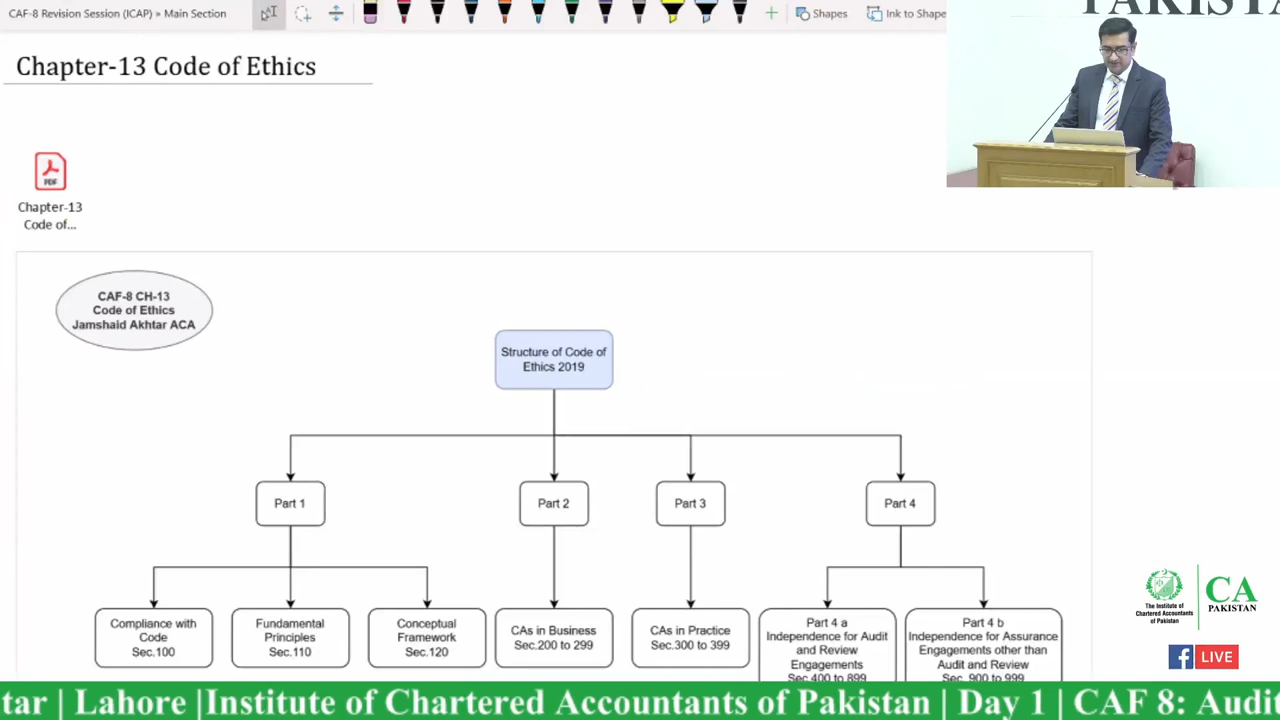 CAF-8 Revision Session (ICAP) » Main Section
Shapes
Ink to Shape
PAKISTA
Chapter-13 Code of Ethics
PDF
Chapter-13
Code of...
CAF-8 CH-13
Code of Ethics
Jamshaid Akhtar ACA
Structure of Code of
Ethics 2019
Part 1
Part 2
Part 3
Part 4
Compliance with
Code
Sec.100
Fundamental
Principles
Sec.110
Conceptual
Framework
Sec.120
CAs in Business
Sec.200 to 299
CAs in Practice
Sec.300 to 399
Part 4 a
Independence for Audit
and Review
Engagements
Sec.400 to 899
Part 4 b
Independence for Assurance
Engagements other than
Audit and Review
Sec. 900 to 999
The Institute of
Chartered Accountants
of Pakistan
CA
PAKISTAN
f LIVE
tar | Lahore |Institute of Chartered Accountants of Pakistan | Day 1 | CAF 8: Audi